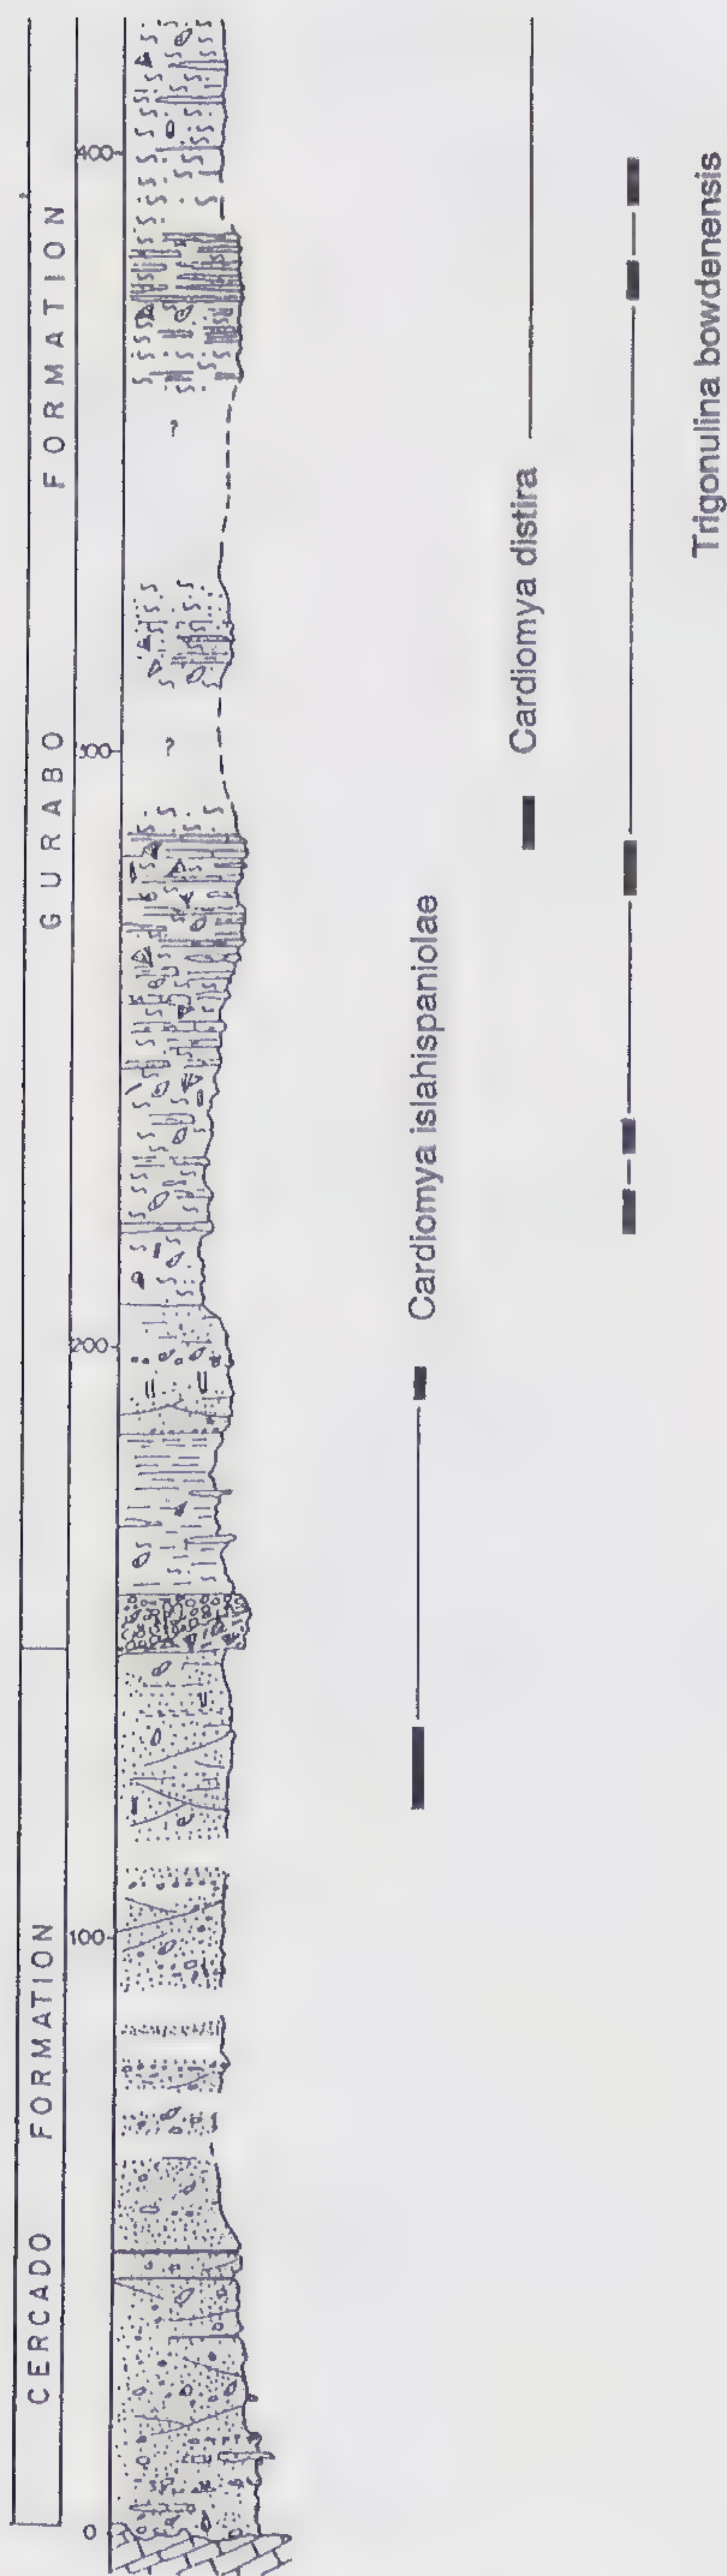 GURABO FORMATION
CERCADO FORMATION
400
?
?
300
200
100
0
Cardiomya islahispaniolae
Cardiomya distira
Trigonulina bowdenensis